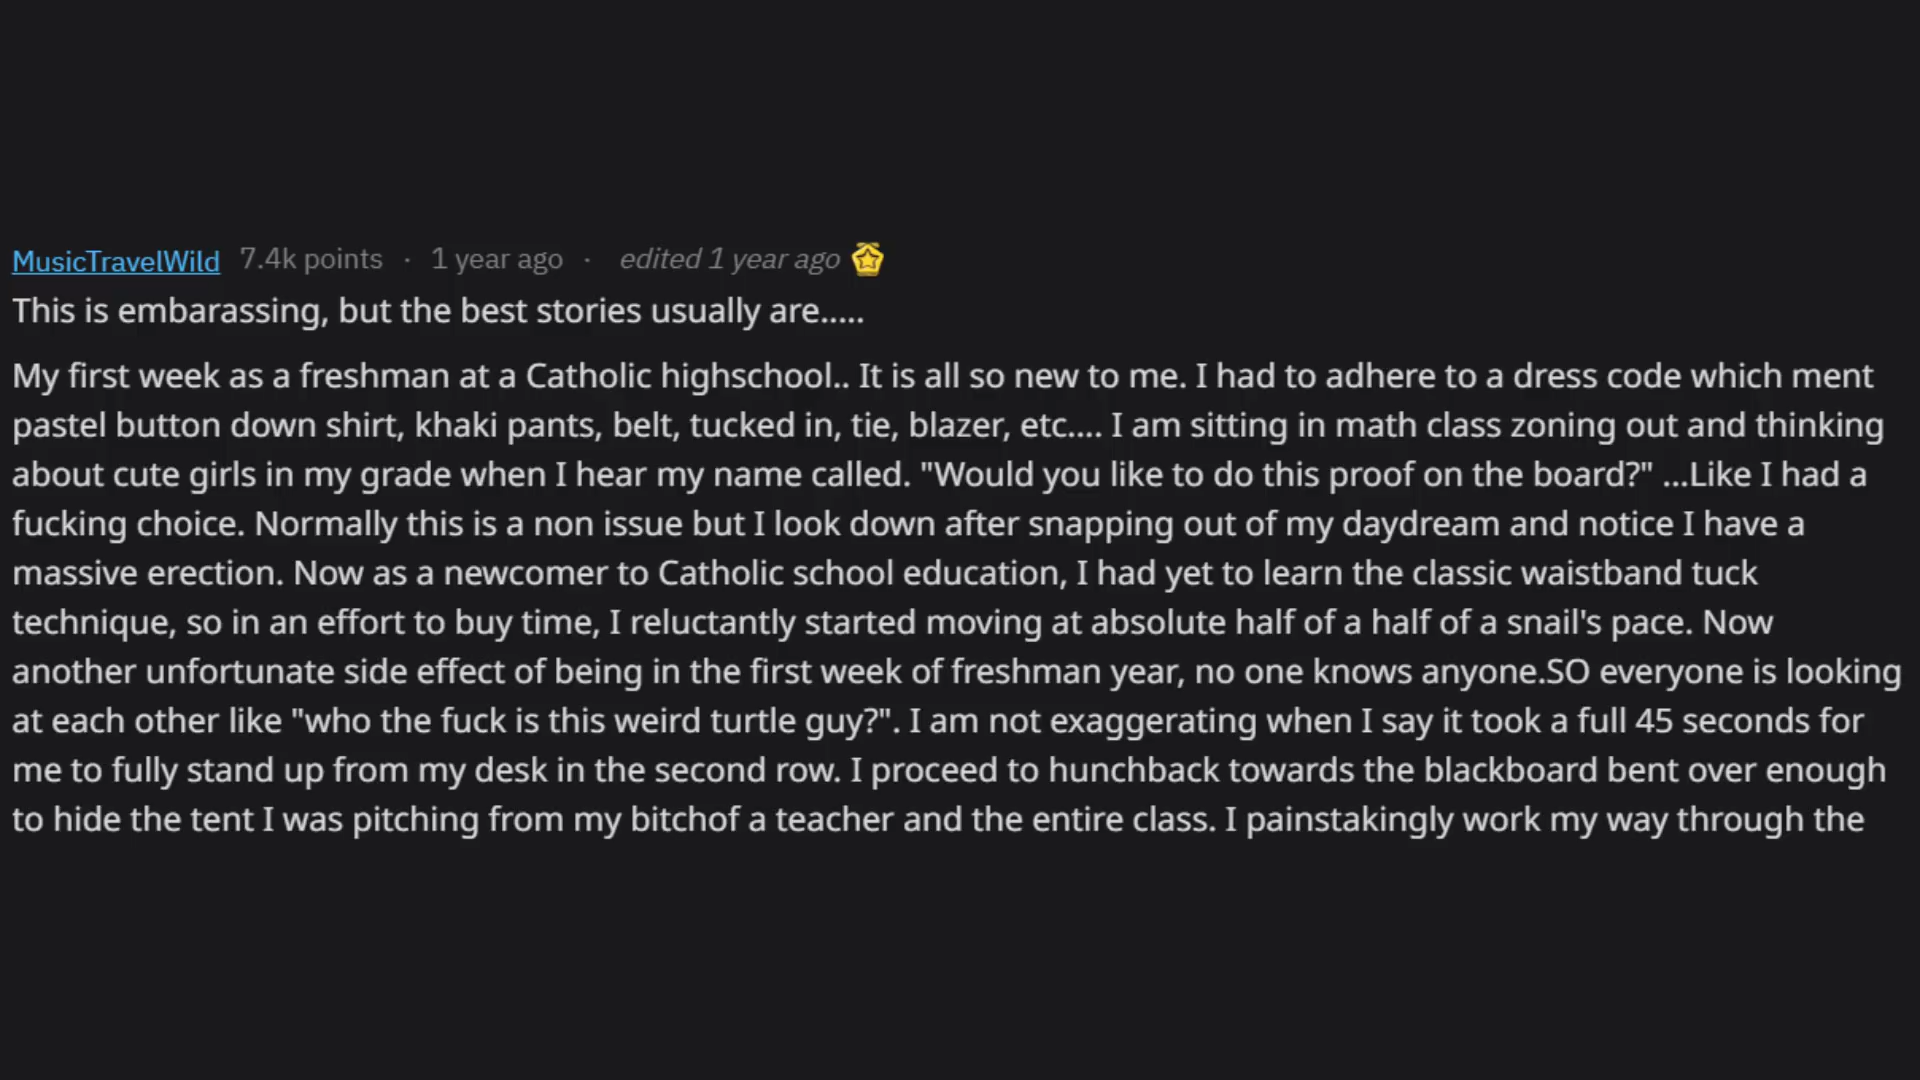 MusicTravelWild 7.4k points · 1 year ago · edited 1 year ago
This is embarassing, but the best stories usually are.....
My first week as a freshman at a Catholic highschool.. It is all so new to me. I had to adhere to a dress code which ment
pastel button down shirt, khaki pants, belt, tucked in, tie, blazer, etc.... I am sitting in math class zoning out and thinking
about cute girls in my grade when I hear my name called. "Would you like to do this proof on the board?" ...Like I had a
fucking choice. Normally this is a non issue but I look down after snapping out of my daydream and notice I have a
massive erection. Now as a newcomer to Catholic school education, I had yet to learn the classic waistband tuck
technique, so in an effort to buy time, I reluctantly started moving at absolute half of a half of a snail's pace. Now
another unfortunate side effect of being in the first week of freshman year, no one knows anyone.SO everyone is looking
at each other like "who the fuck is this weird turtle guy?". I am not exaggerating when I say it took a full 45 seconds for
me to fully stand up from my desk in the second row. I proceed to hunchback towards the blackboard bent over enough
to hide the tent I was pitching from my bitchof a teacher and the entire class. I painstakingly work my way through the